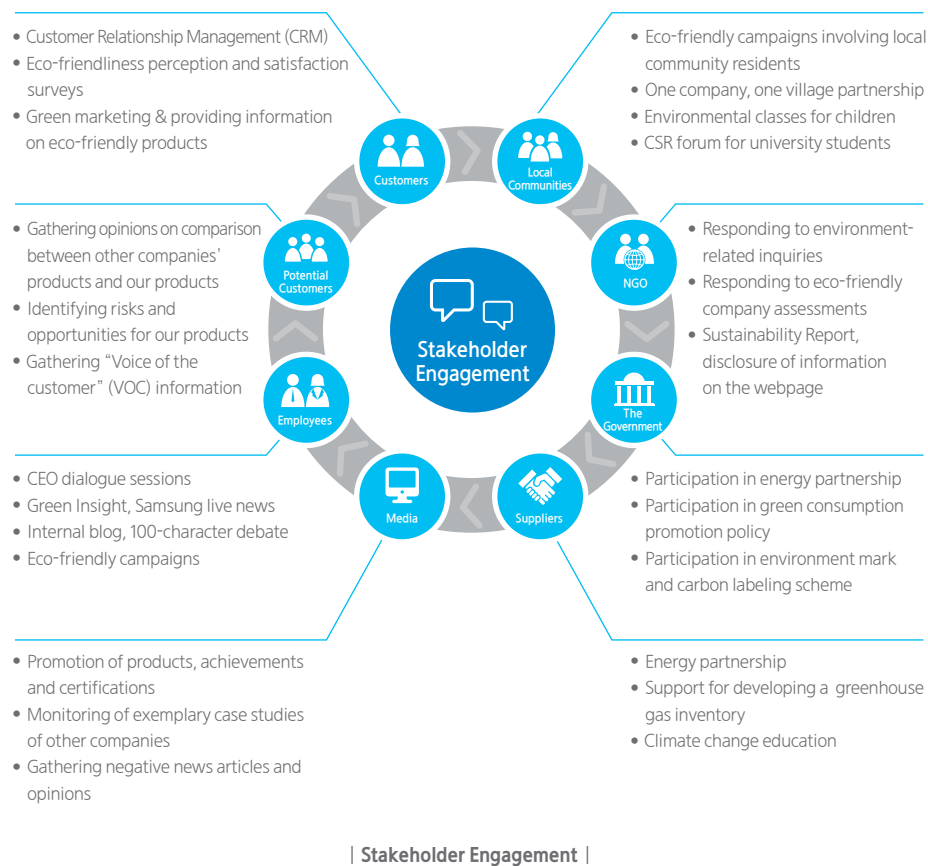 • Customer Relationship Management (CRM)
• Eco-friendliness perception and satisfaction
surveys
• Green marketing & providing information
on eco-friendly products
• Eco-friendly campaigns involving local
community residents
• One company, one village partnership
• Environmental classes for children
• CSR forum for university students
Customers
Local
Communities
• Gathering opinions on comparison
between other companies’
products and our products
• Identifying risks and
opportunities for our products
• Gathering “Voice of the
customer” (VOC) information
Potential
Customers
NGO
• Responding to environment-
related inquiries
• Responding to eco-friendly
company assessments
• Sustainability Report,
disclosure of information
on the webpage
Stakeholder
Engagement
Employees
The
Government
• CEO dialogue sessions
• Green Insight, Samsung live news
• Internal blog, 100-character debate
• Eco-friendly campaigns
Media
Suppliers
• Participation in energy partnership
• Participation in green consumption
promotion policy
• Participation in environment mark
and carbon labeling scheme
• Promotion of products, achievements
and certifications
• Monitoring of exemplary case studies
of other companies
• Gathering negative news articles and
opinions
• Energy partnership
• Support for developing a greenhouse
gas inventory
• Climate change education
| Stakeholder Engagement |